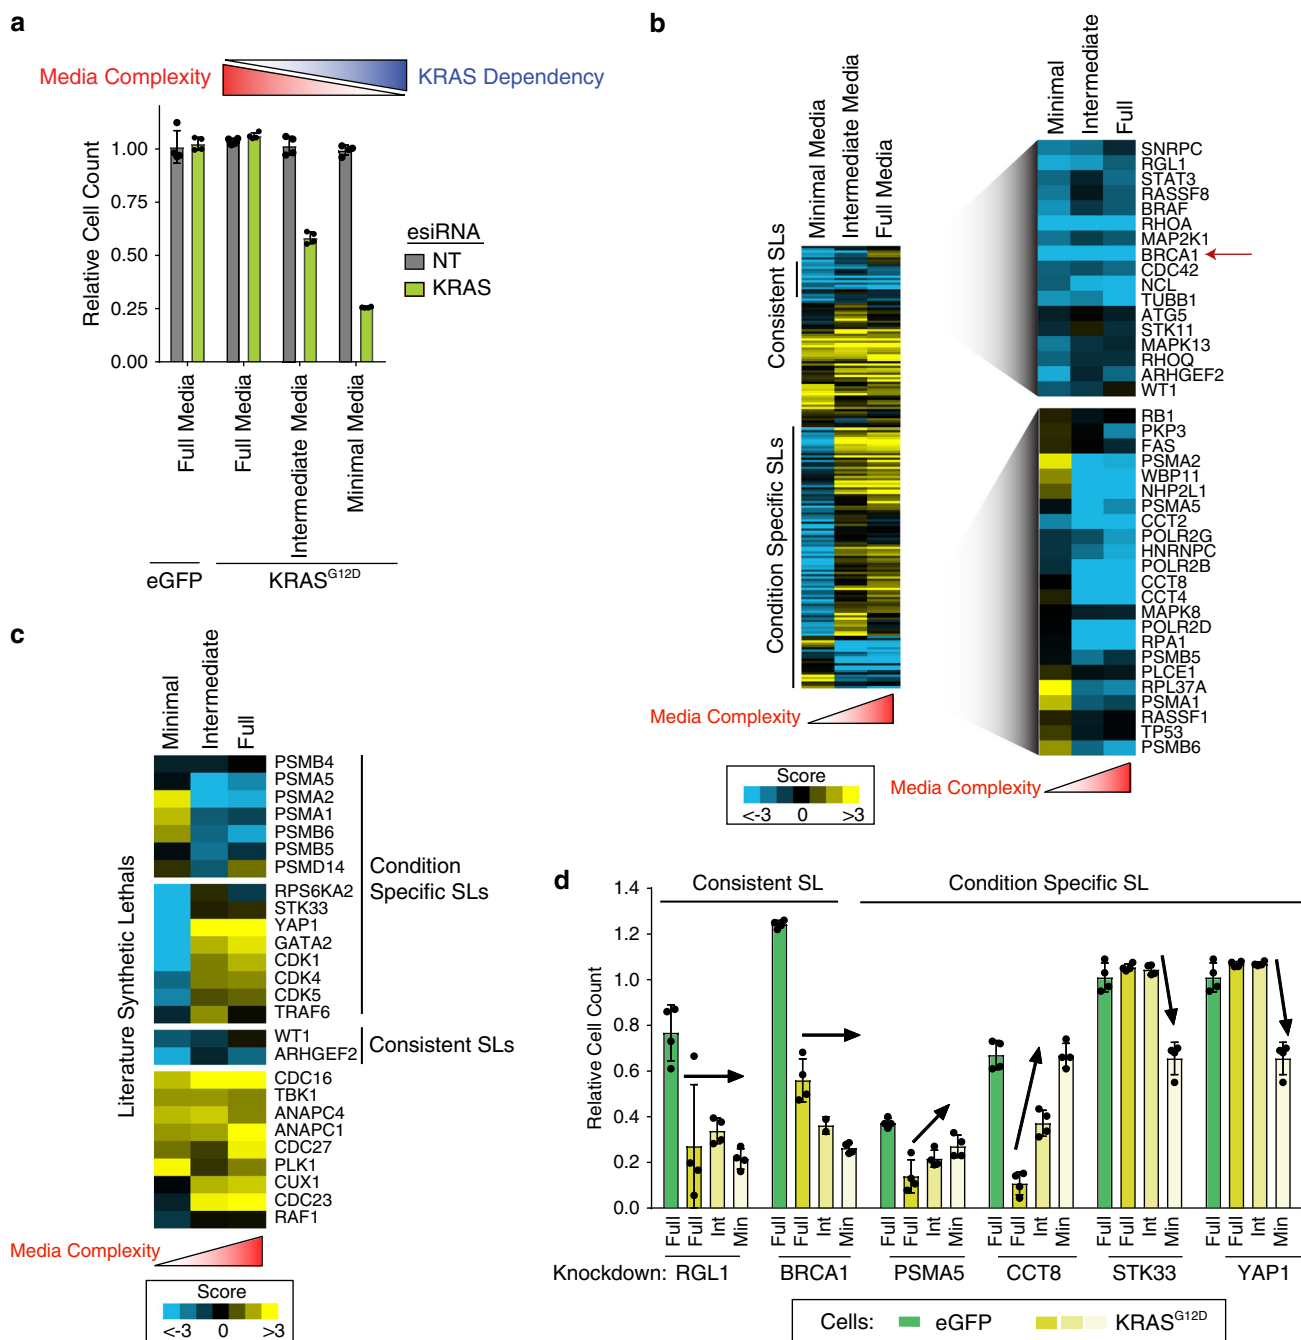 a
Media Complexity
KRAS Dependency
Relative Cell Count
1.00
0.75
0.50
0.25
0.00
esiRNA
NT
KRAS
Full Media
Full Media
Intermediate Media
Minimal Media
eGFP
KRAS^G12D
b
Minimal Media
Intermediate Media
Full Media
Consistent SLs
Condition Specific SLs
Media Complexity
Score
<-3 0 >3
Minimal
Intermediate
Full
SNRPC
RGL1
STAT3
RASSF8
BRAF
RHOA
MAP2K1
BRCA1
CDC42
NCL
TUBB1
ATG5
STK11
MAPK13
RHOQ
ARHGEF2
WT1
RB1
PKP3
FAS
PSMA2
WBP11
NHP2L1
PSMA5
CCT2
POLR2G
HNRNPC
POLR2B
CCT8
CCT4
MAPK8
POLR2D
RPA1
PSMB5
PLCE1
RPL37A
PSMA1
RASSF1
TP53
PSMB6
Media Complexity
c
Minimal
Intermediate
Full
Literature Synthetic Lethals
PSMB4
PSMA5
PSMA2
PSMA1
PSMB6
PSMB5
PSMD14
RPS6KA2
STK33
YAP1
GATA2
CDK1
CDK4
CDK5
TRAF6
Condition
Specific SLs
WT1
ARHGEF2
Consistent SLs
CDC16
TBK1
ANAPC4
ANAPC1
CDC27
PLK1
CUX1
CDC23
RAF1
Media Complexity
Score
<-3 0 >3
d
Consistent SL
Condition Specific SL
Relative Cell Count
1.4
1.2
1.0
0.8
0.6
0.4
0.2
0.0
Full Full Int Min
Full Full Int Min
Full Full Int Min
Full Full Int Min
Full Full Int Min
Full Full Int Min
Knockdown: RGL1 BRCA1 PSMA5 CCT8 STK33 YAP1
Cells: eGFP KRAS^G12D